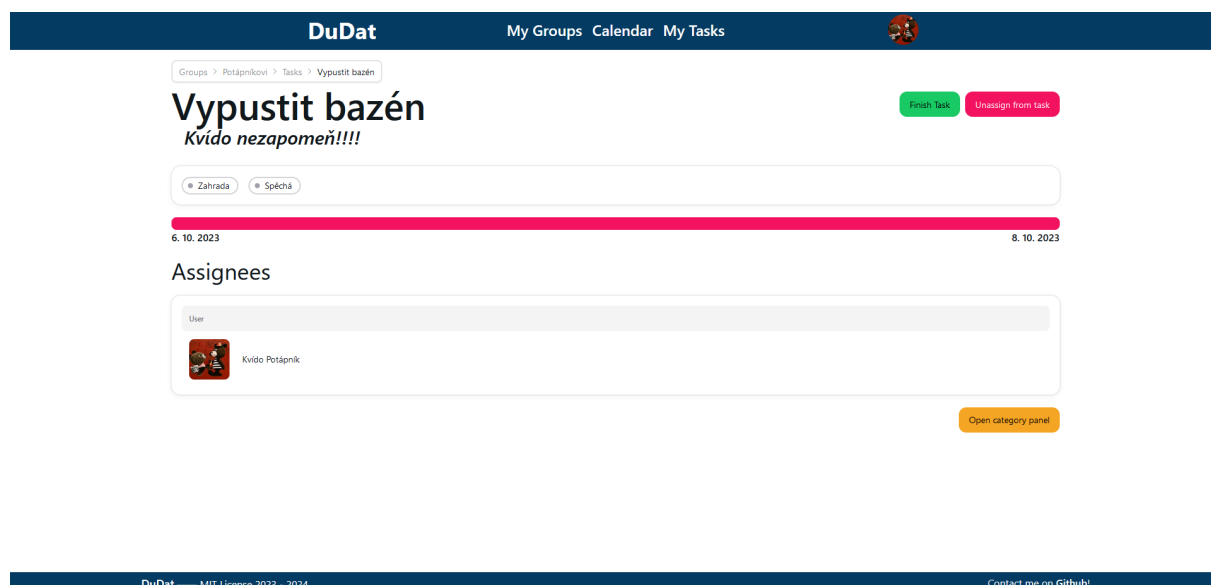 DuDat My Groups Calendar My Tasks
Groups > Potápníkovi > Tasks > Vypustit bazén
Vypustit bazén
Finish Task Unassign from task
Kvído nezapomeň!!!!
Zahrada Spěchá
6. 10. 2023 8. 10. 2023
Assignees
User
Kvído Potápník
Open category panel
DuDat —— MIT License 2023 - 2024 Contact me on Github!